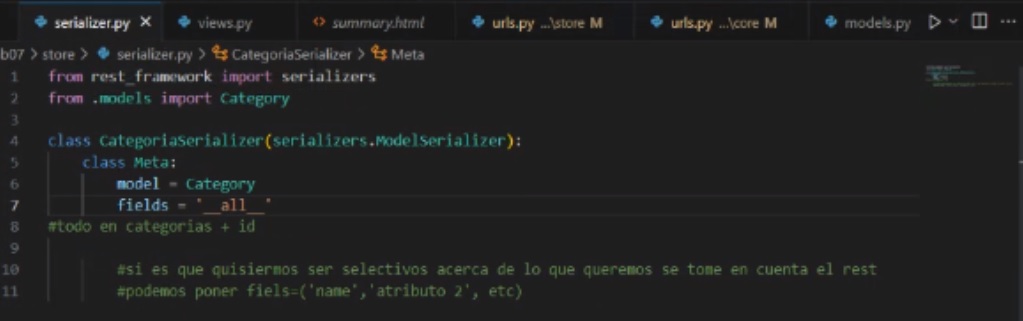 serializer.py × views.py summary.html urls.py ...\store M urls.py ...\core M models.py
b07 > store > serializer.py > CategoriaSerializer > Meta
1 from rest_framework import serializers
2 from .models import Category
3
4 class CategoriaSerializer(serializers.ModelSerializer):
5 class Meta:
6 model = Category
7 fields = '__all__'
8 #todo en categorias + id
9
10 #si es que quisiermos ser selectivos acerca de lo que queremos se tome en cuenta el rest
11 #podemos poner fiels=('name','atributo 2', etc)